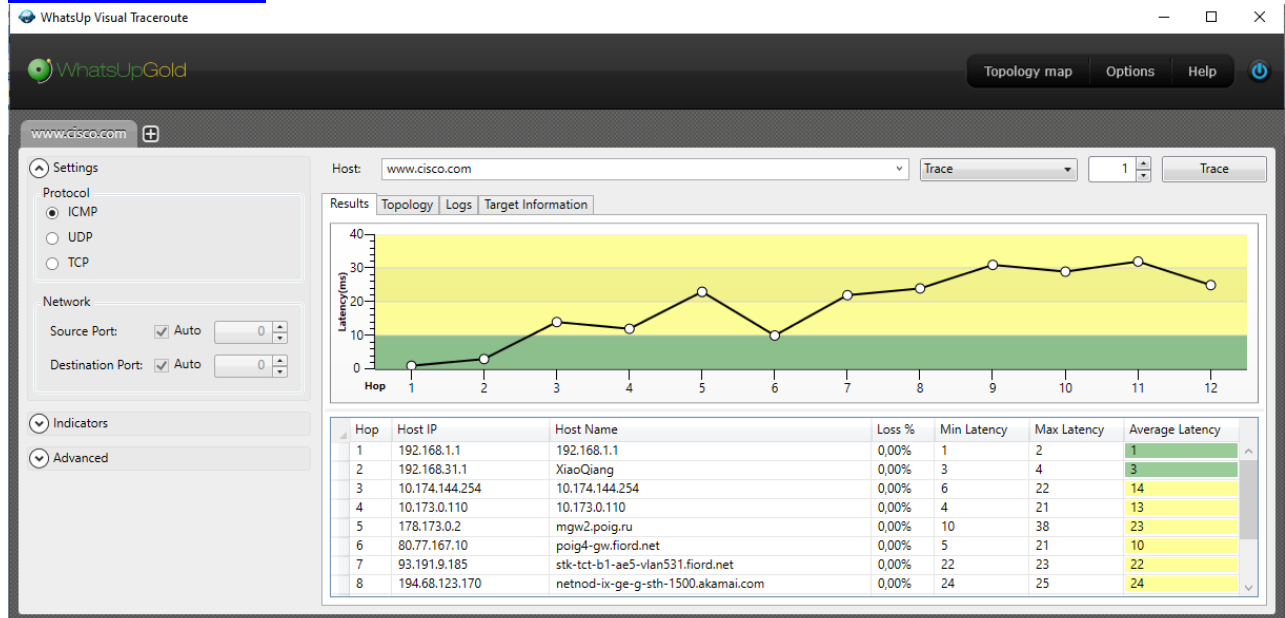 WhatsUp Visual Traceroute
WhatsUpGold
Topology map Options Help
www.cisco.com
Settings
Host: www.cisco.com Trace 1 Trace
Protocol
ICMP
UDP
TCP
Results Topology Logs Target Information
40
30
20
10
0
Latency(ms)
Hop 1 2 3 4 5 6 7 8 9 10 11 12
Network
Source Port: Auto 0
Destination Port: Auto 0
Indicators
Advanced
Hop Host IP Host Name Loss % Min Latency Max Latency Average Latency
1 192.168.1.1 192.168.1.1 0,00% 1 2 1
2 192.168.31.1 XiaoQiang 0,00% 3 4 3
3 10.174.144.254 10.174.144.254 0,00% 6 22 14
4 10.173.0.110 10.173.0.110 0,00% 4 21 13
5 178.173.0.2 mgw2.poig.ru 0,00% 10 38 23
6 80.77.167.10 poig4-gw.fiord.net 0,00% 5 21 10
7 93.191.9.185 stk-tct-b1-ae5-vlan531.fiord.net 0,00% 22 23 22
8 194.68.123.170 netnod-ix-ge-g-sth-1500.akamai.com 0,00% 24 25 24